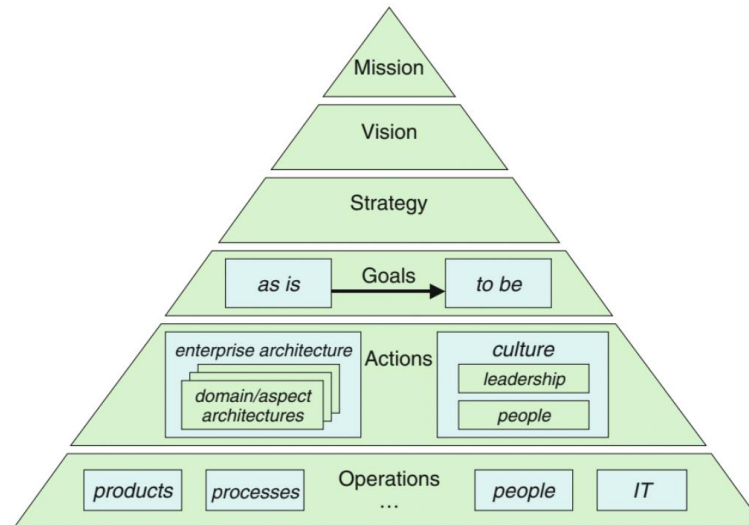 Mission
Vision
Strategy
as is
Goals
to be
enterprise architecture
domain/aspect
architectures
Actions
culture
leadership
people
products
processes
Operations
...
people
IT